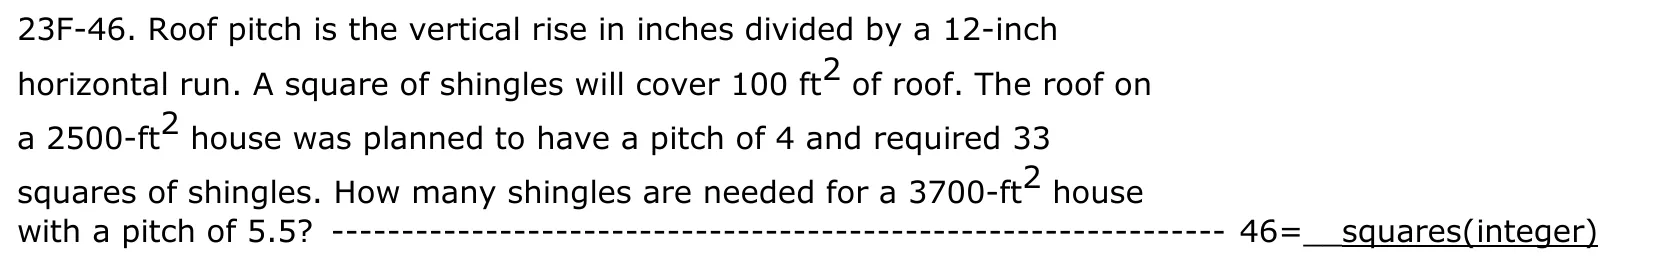 23F-46. Roof pitch is the vertical rise in inches divided by a 12-inch
horizontal run. A square of shingles will cover 100 ft² of roof. The roof on
a 2500-ft² house was planned to have a pitch of 4 and required 33
squares of shingles. How many shingles are needed for a 3700-ft² house
with a pitch of 5.5? ---------------------------------------------------------------- 46=__squares(integer)